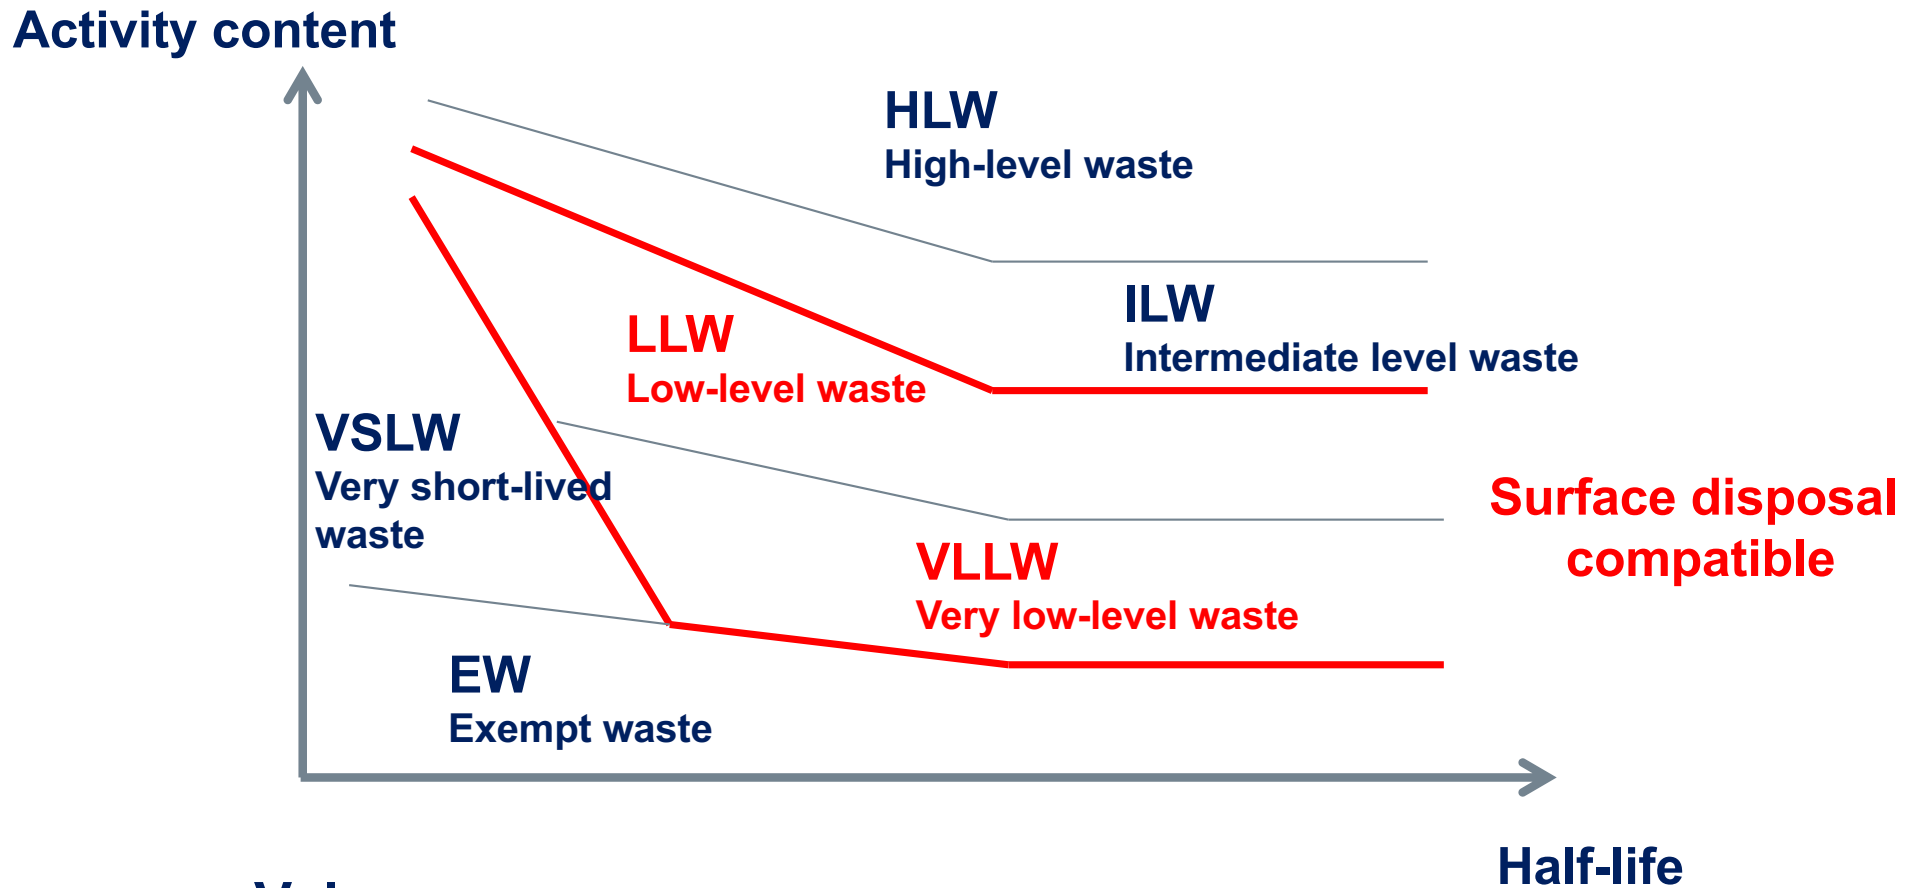 Activity content
HLW
High-level waste
ILW
Intermediate level waste
LLW
Low-level waste
VSLW
Very short-lived
waste
Surface disposal
compatible
VLLW
Very low-level waste
EW
Exempt waste
Half-life